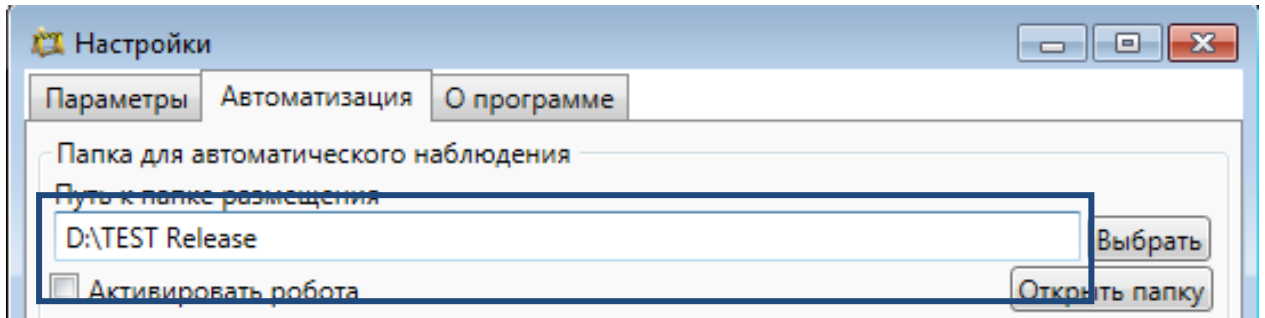 Настройки
Параметры Автоматизация О программе
Папка для автоматического наблюдения
Путь к папке размещения
D:\TEST Release Выбрать
Активировать робота Открыть папку